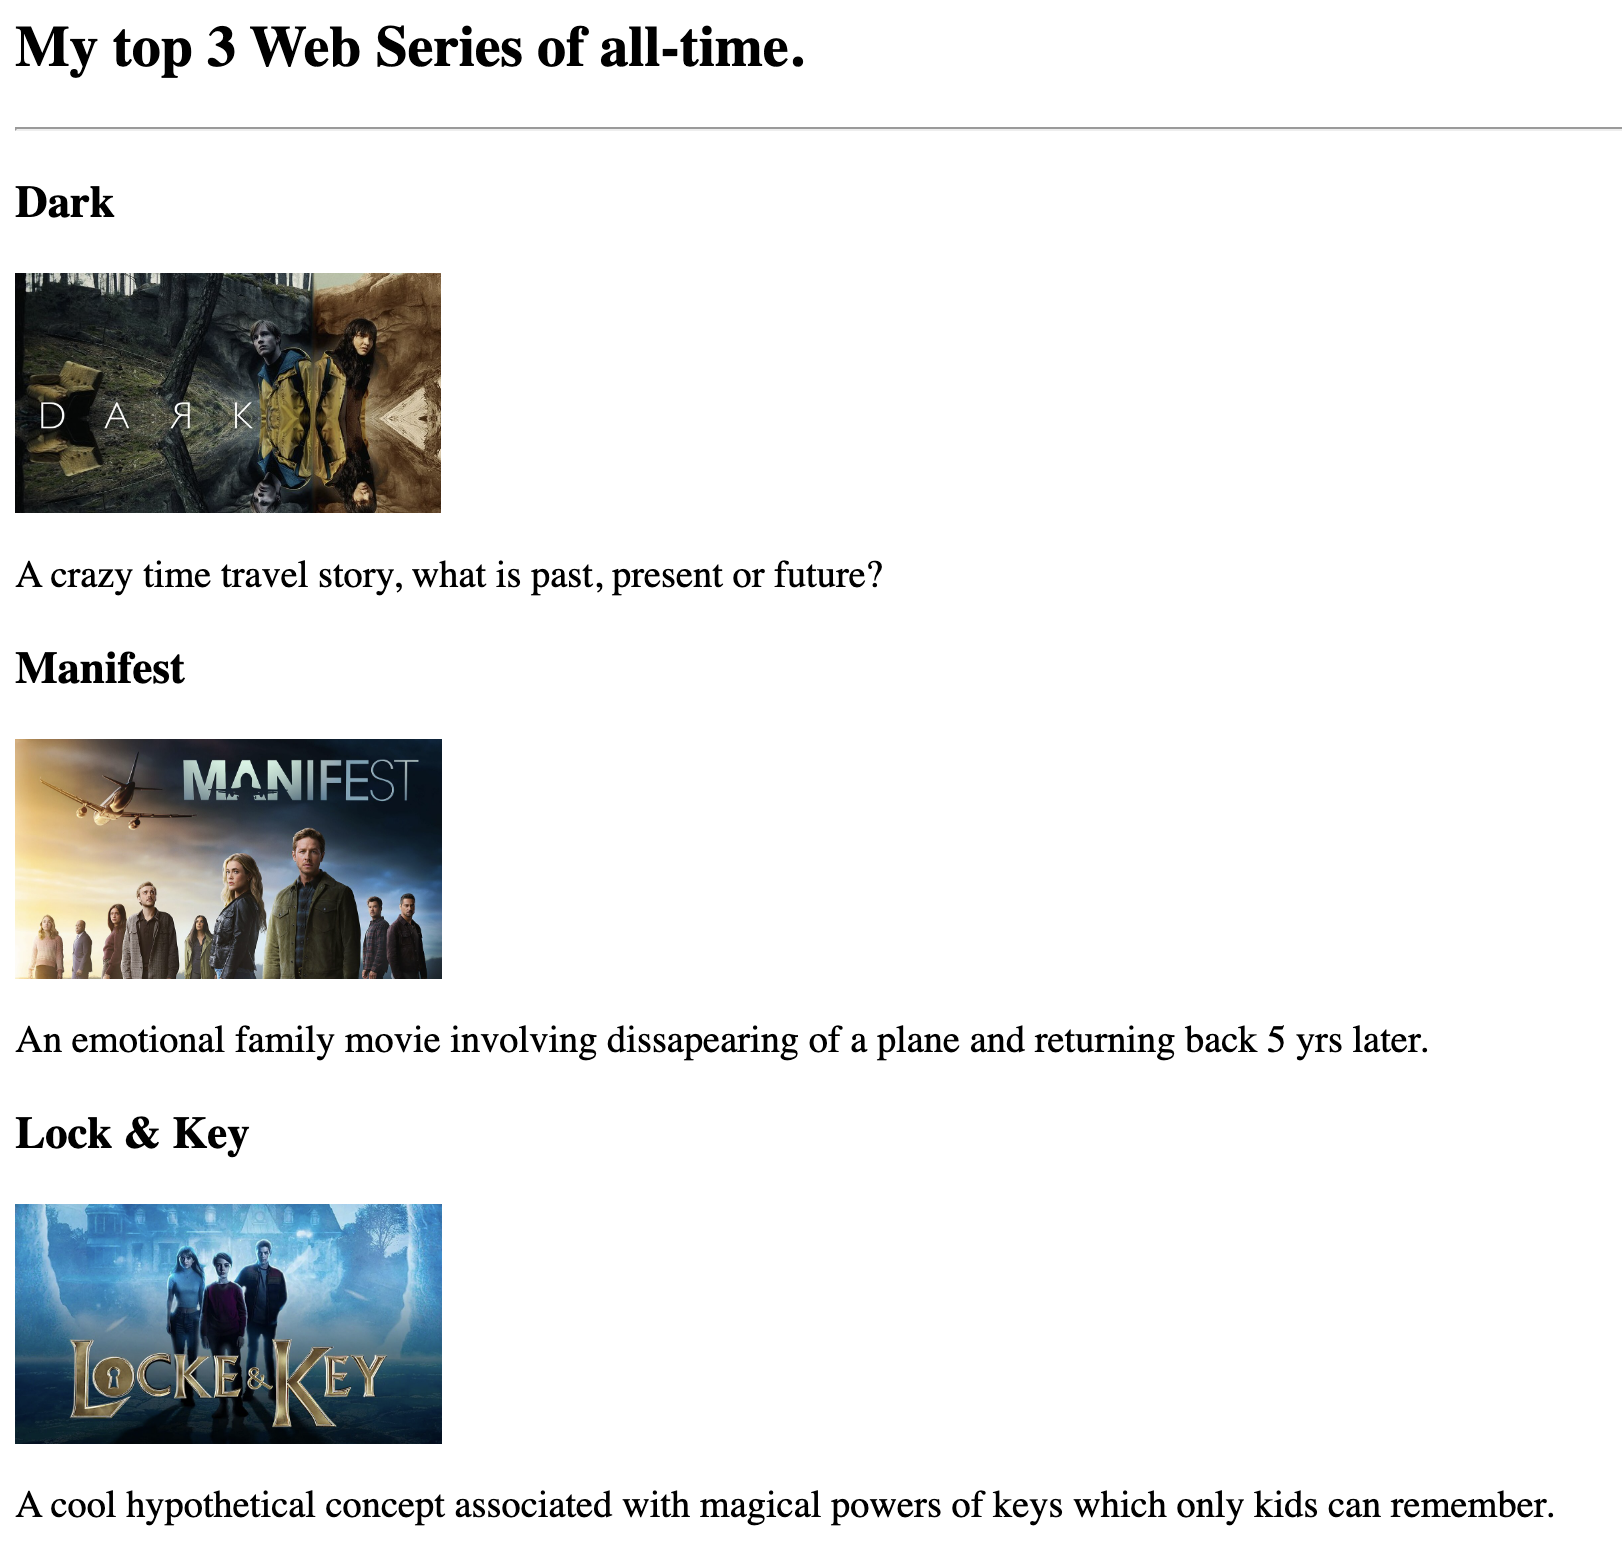 My top 3 Web Series of all-time.
Dark
D A Я K
A crazy time travel story, what is past, present or future?
Manifest
MANIFEST
An emotional family movie involving dissapearing of a plane and returning back 5 yrs later.
Lock & Key
LOCKE & KEY
A cool hypothetical concept associated with magical powers of keys which only kids can remember.